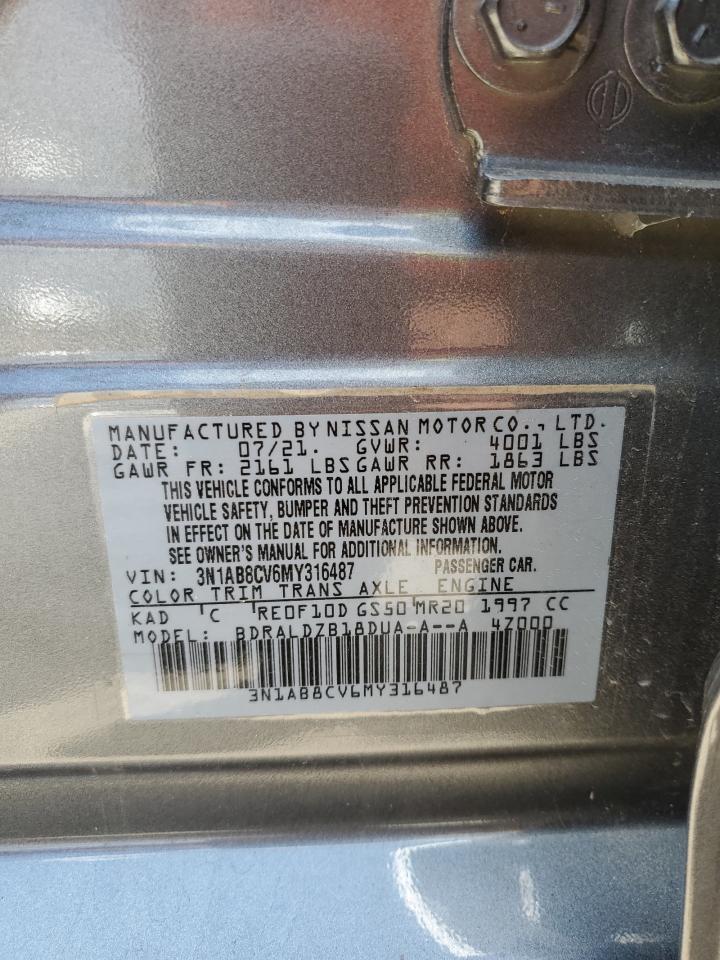 MANUFACTURED BY NISSAN MOTOR CO., LTD.
DATE: 07/21. GVWR: 4001 LBS
GAWR FR: 2161 LBS GAWR RR: 1863 LBS
THIS VEHICLE CONFORMS TO ALL APPLICABLE FEDERAL MOTOR
VEHICLE SAFETY, BUMPER AND THEFT PREVENTION STANDARDS
IN EFFECT ON THE DATE OF MANUFACTURE SHOWN ABOVE.
SEE OWNER'S MANUAL FOR ADDITIONAL INFORMATION.
VIN: 3N1AB8CV6MY316487 PASSENGER CAR.
COLOR TRIM TRANS AXLE ENGINE
KAD C RE0F10D GS50 MR20 1997 CC
MODEL: BDRALDZB18DUA-A--A 4Z000
3N1AB8CV6MY316487